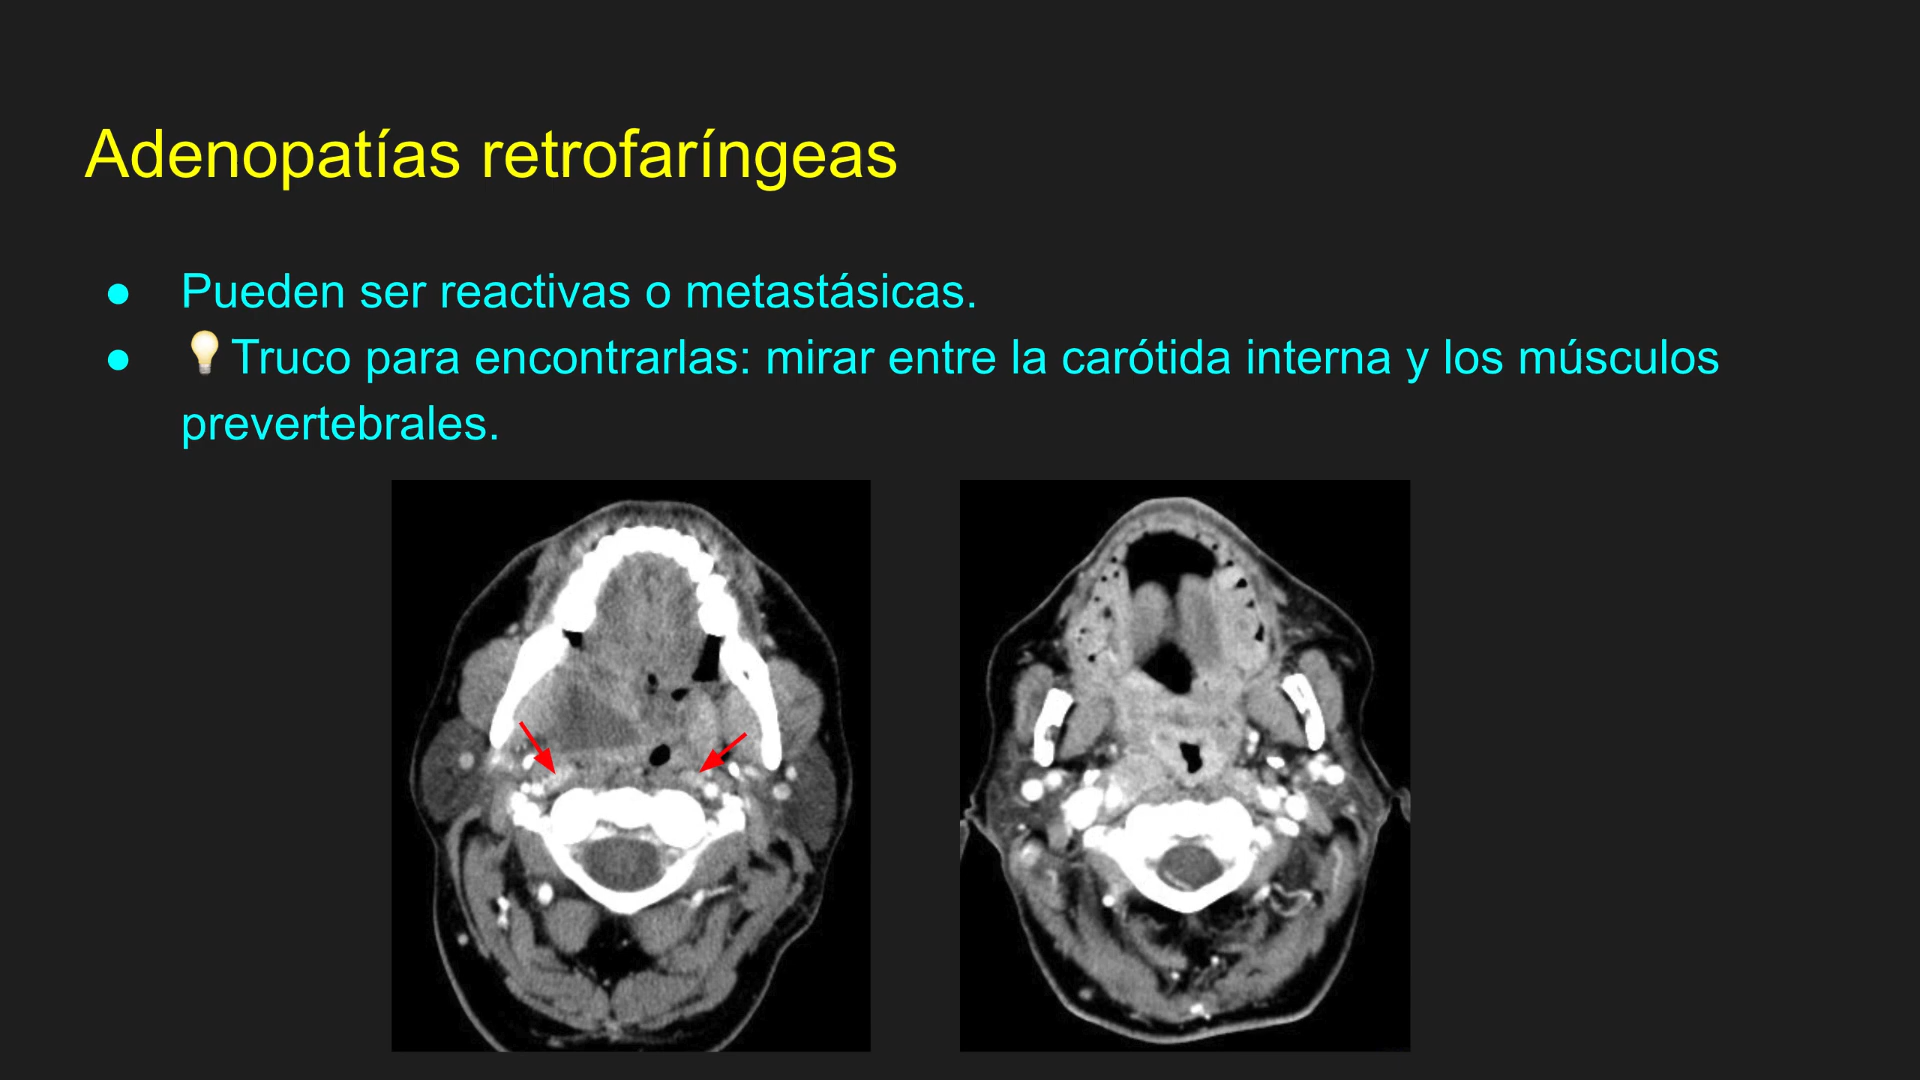 Adenopatías retrofaríngeas
● Pueden ser reactivas o metastásicas.
● 💡Truco para encontrarlas: mirar entre la carótida interna y los músculos
prevertebrales.